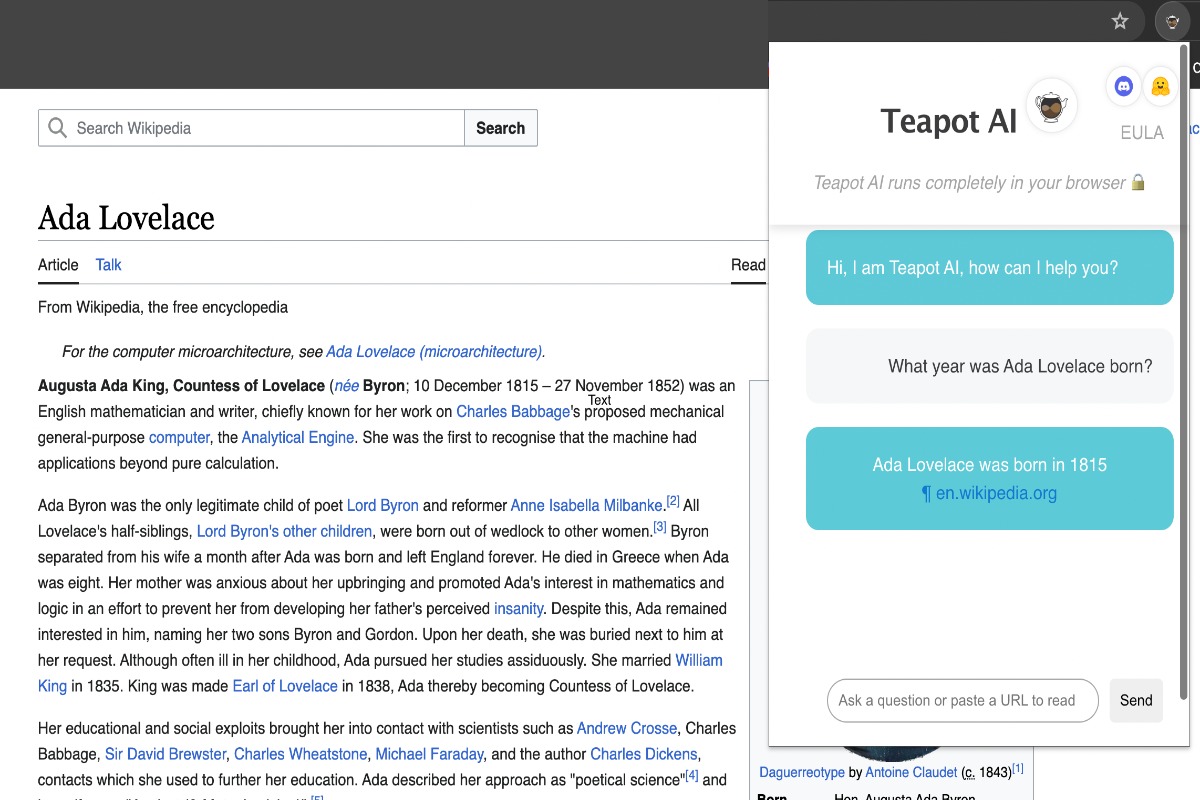 Search Wikipedia
Search
Ada Lovelace
Article Talk Read
From Wikipedia, the free encyclopedia
For the computer microarchitecture, see Ada Lovelace (microarchitecture).
Augusta Ada King, Countess of Lovelace (née Byron; 10 December 1815 – 27 November 1852) was an
Text
English mathematician and writer, chiefly known for her work on Charles Babbage's proposed mechanical
general-purpose computer, the Analytical Engine. She was the first to recognise that the machine had
applications beyond pure calculation.
Ada Byron was the only legitimate child of poet Lord Byron and reformer Anne Isabella Milbanke.[2] All
Lovelace's half-siblings, Lord Byron's other children, were born out of wedlock to other women.[3] Byron
separated from his wife a month after Ada was born and left England forever. He died in Greece when Ada
was eight. Her mother was anxious about her upbringing and promoted Ada's interest in mathematics and
logic in an effort to prevent her from developing her father's perceived insanity. Despite this, Ada remained
interested in him, naming her two sons Byron and Gordon. Upon her death, she was buried next to him at
her request. Although often ill in her childhood, Ada pursued her studies assiduously. She married William
King in 1835. King was made Earl of Lovelace in 1838, Ada thereby becoming Countess of Lovelace.
Her educational and social exploits brought her into contact with scientists such as Andrew Crosse, Charles
Babbage, Sir David Brewster, Charles Wheatstone, Michael Faraday, and the author Charles Dickens,
contacts which she used to further her education. Ada described her approach as "poetical science"[4] and
Teapot AI
EULA
Teapot AI runs completely in your browser
Hi, I am Teapot AI, how can I help you?
What year was Ada Lovelace born?
Ada Lovelace was born in 1815
¶ en.wikipedia.org
Ask a question or paste a URL to read
Send
Daguerreotype by Antoine Claudet (c. 1843)[1]
Born Hon. Augusta Ada Byron